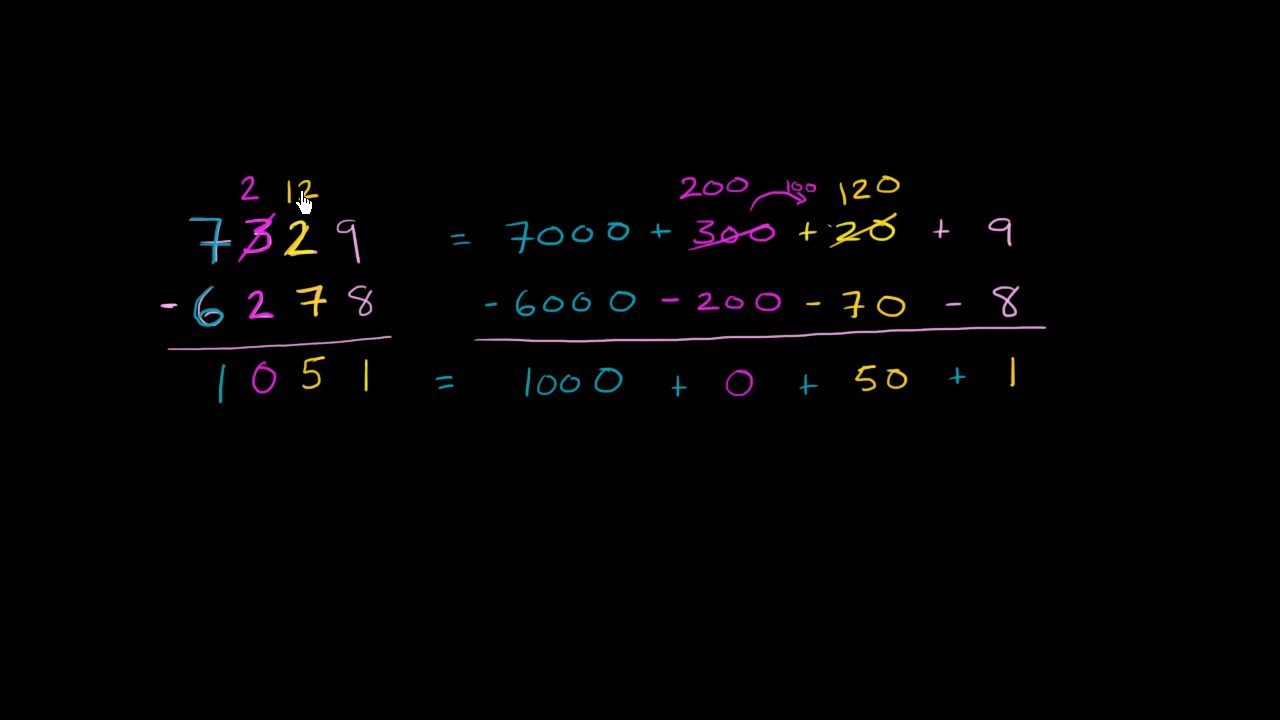 2 12 200 100 120
7329 = 7000 + 300 + 20 + 9
- 6278 - 6000 - 200 - 70 - 8
1051 = 1000 + 0 + 50 + 1